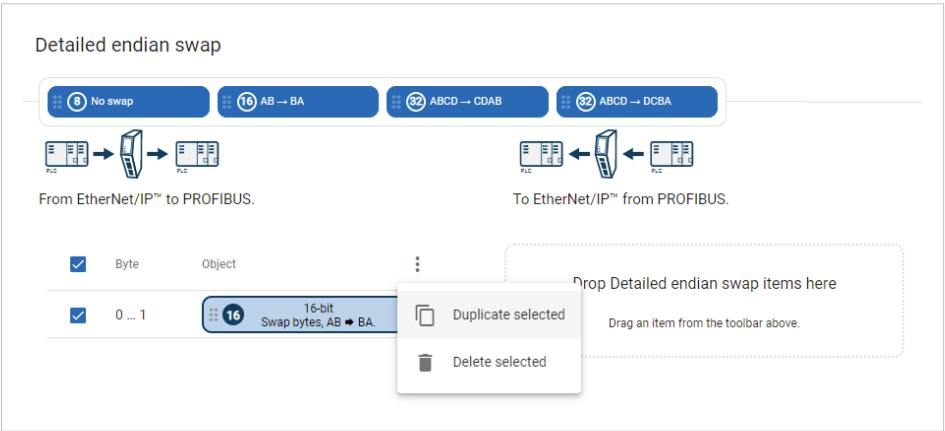 Detailed endian swap
8 No swap
16 AB → BA
32 ABCD → CDAB
32 ABCD → DCBA
PLC PLC
PLC PLC
From EtherNet/IP™ to PROFIBUS.
To EtherNet/IP™ from PROFIBUS.
Byte Object
0 ... 1
16
16-bit
Swap bytes, AB ➡ BA.
Duplicate selected
Delete selected
Drop Detailed endian swap items here
Drag an item from the toolbar above.